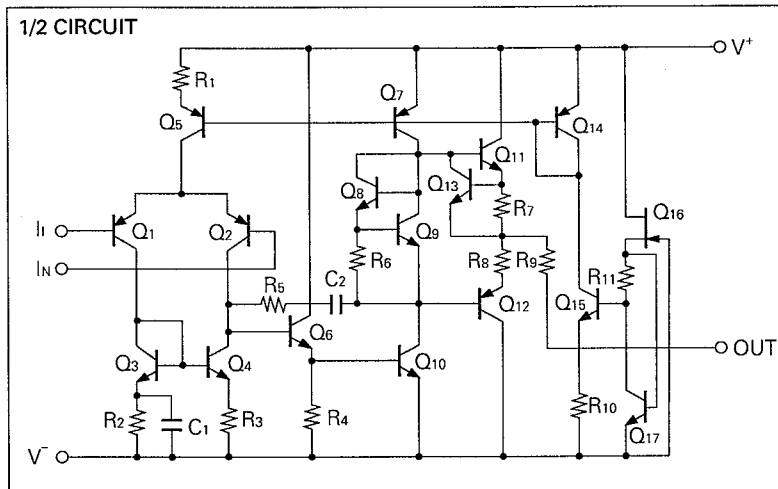 1/2 CIRCUIT
V+
R1
Q7
Q5
Q14
Q11
Q8
Q13
Q16
II
Q1
Q2
R7
Q9
IN
R6
R8
R9
R11
C2
R5
Q15
Q12
Q6
OUT
Q3
Q4
Q10
R2
C1
R3
R4
R10
Q17
V-